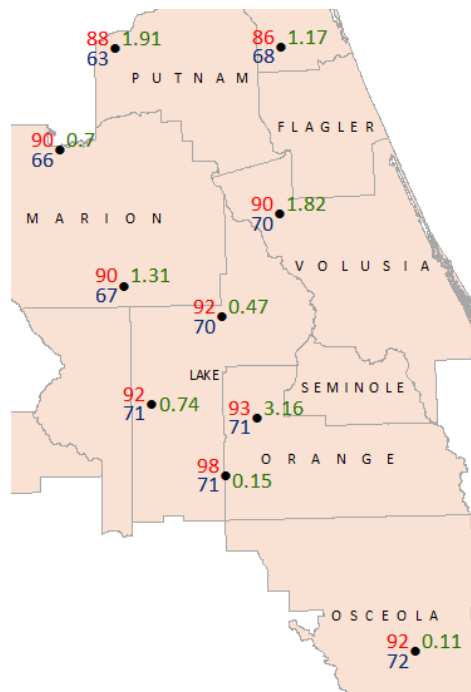 88 1.91
63
86 1.17
68
PUTNAM
FLAGLER
90 0.7
66
MARION
90 1.82
70
VOLUSIA
90 1.31
67
92 0.47
70
LAKE
SEMINOLE
92 0.74
71
93 3.16
71
ORANGE
98
71 0.15
OSCEOLA
92 0.11
72